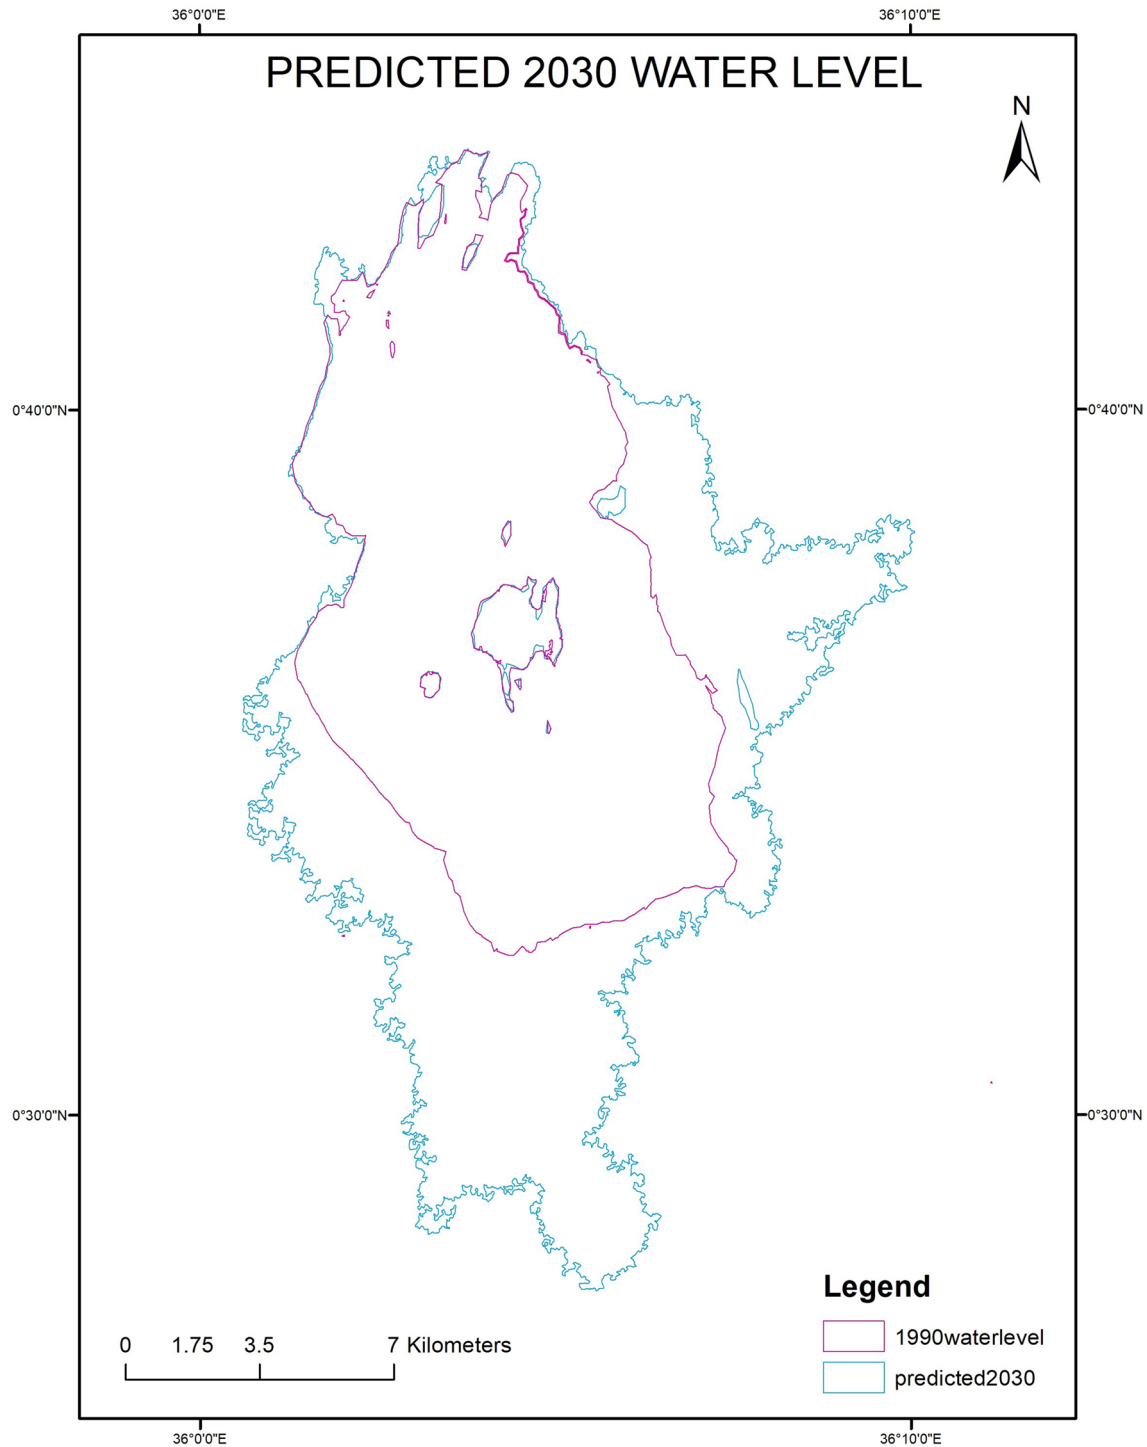 36°0'0"E 36°10'0"E
PREDICTED 2030 WATER LEVEL
N
0°40'0"N 0°40'0"N
0°30'0"N 0°30'0"N
Legend
1990waterlevel
predicted2030
0 1.75 3.5 7 Kilometers
36°0'0"E 36°10'0"E